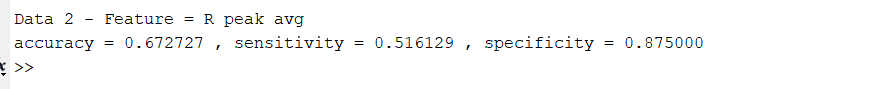 Data 2 - Feature = R peak avg
accuracy = 0.672727 , sensitivity = 0.516129 , specificity = 0.875000
>>